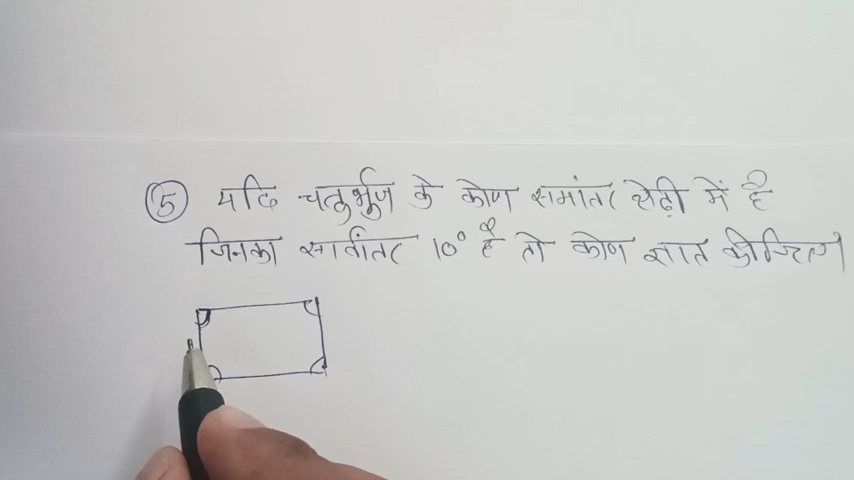 ⑤ यदि चतुर्भुज के कोण समांतर श्रेढ़ी में है
जिनका सार्वांतर 10° है तो कोण ज्ञात कीजिए।